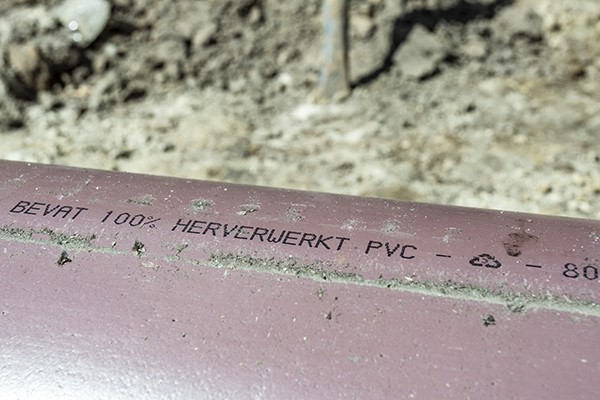 BEVAT 100% HERVERWERKT PVC - ♴ - 80